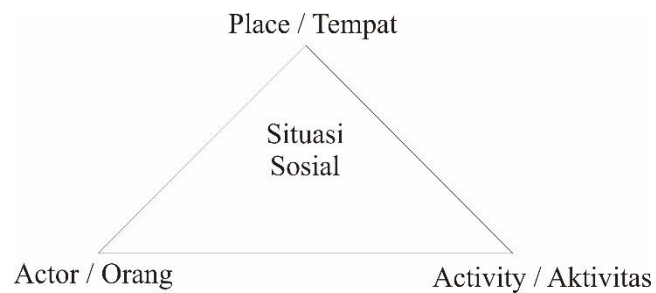 Place / Tempat
Situasi
Sosial
Actor / Orang
Activity / Aktivitas